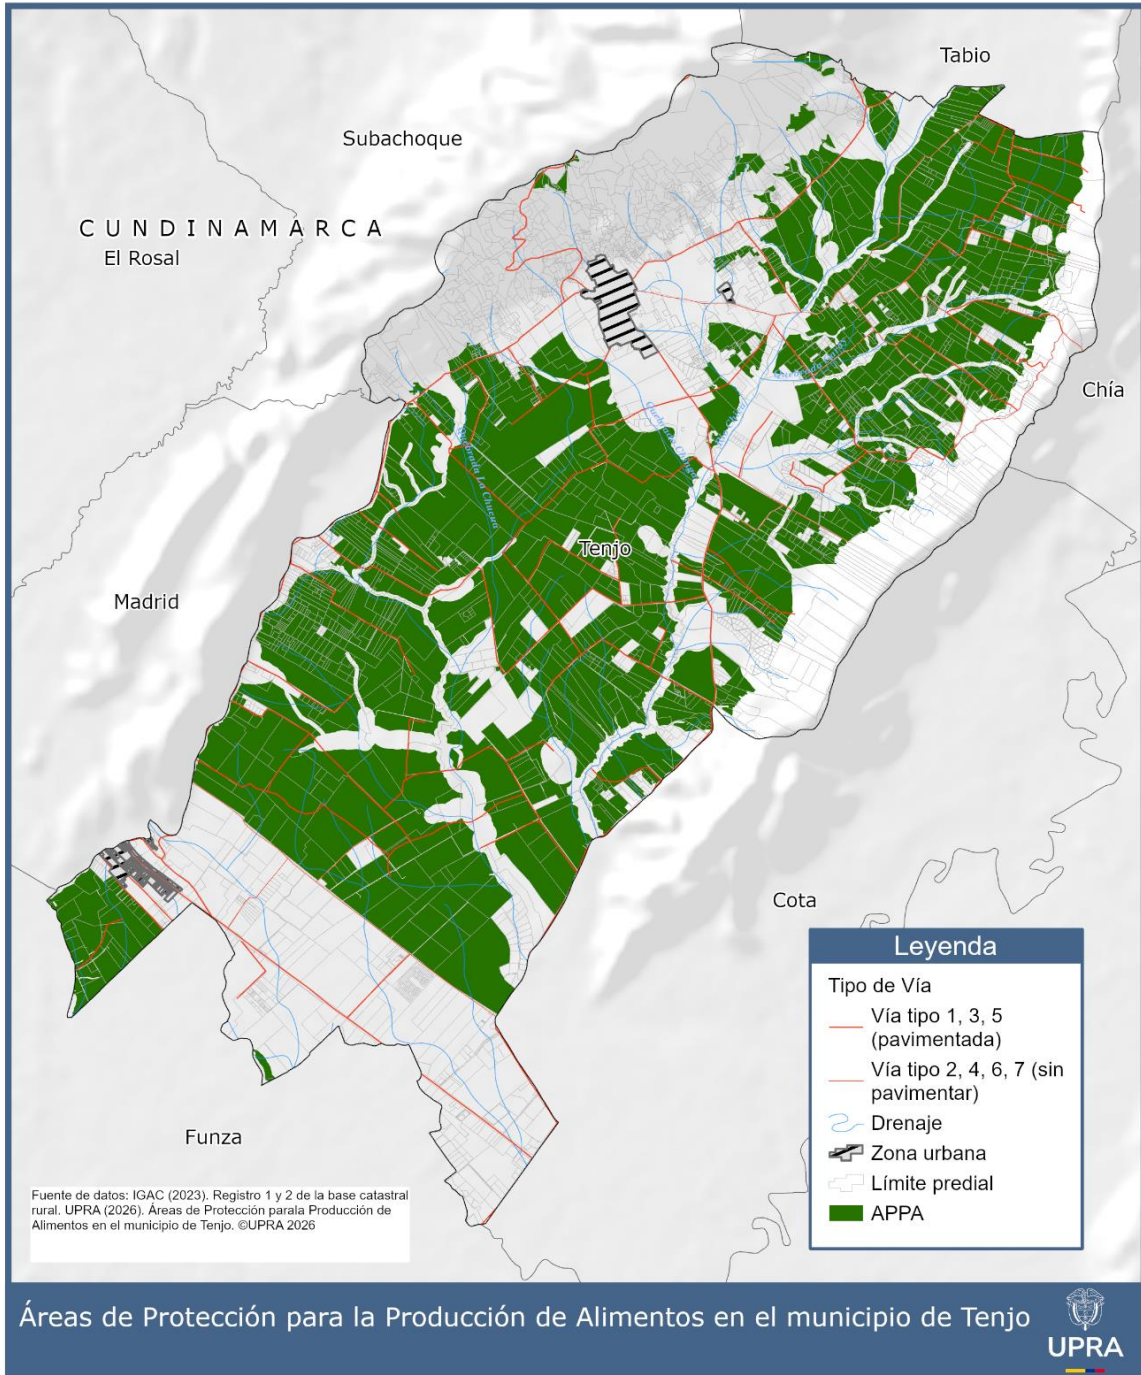 Tabio
Subachoque
CUNDINAMARCA
El Rosal
Chía
Quebrada La Chucua
Tenjo
Madrid
Cota
Funza
Leyenda
Tipo de Vía
Vía tipo 1, 3, 5
(pavimentada)
Vía tipo 2, 4, 6, 7 (sin
pavimentar)
Drenaje
Zona urbana
Límite predial
APPA
Fuente de datos: IGAC (2023). Registro 1 y 2 de la base catastral
rural. UPRA (2026). Áreas de Protección parala Producción de
Alimentos en el municipio de Tenjo. ©UPRA 2026
Áreas de Protección para la Producción de Alimentos en el municipio de Tenjo
UPRA